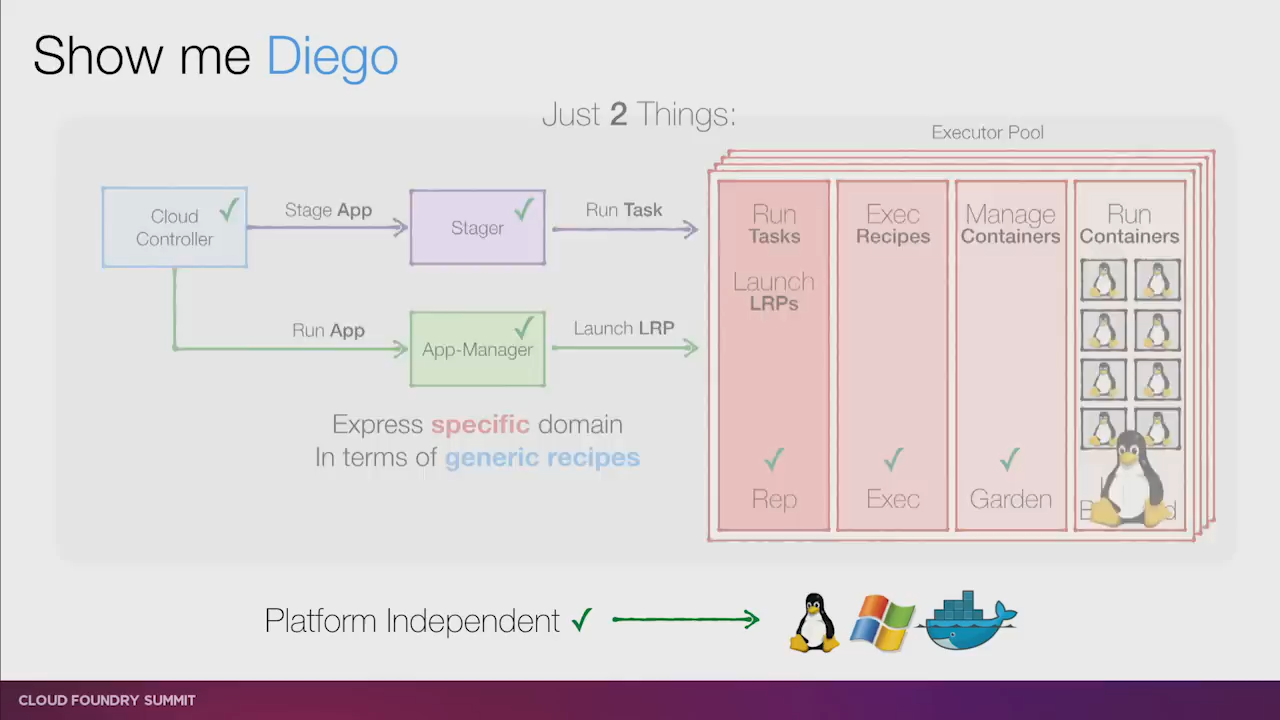 Show me Diego
Just 2 Things:
Executor Pool
Cloud
Controller
Stage App
Stager
Run Task
Run App
App-Manager
Launch LRP
Express specific domain
In terms of generic recipes
Run
Tasks
Launch
LRPs
Rep
Exec
Recipes
Exec
Manage
Containers
Garden
Run
Containers
Platform Independent
CLOUD FOUNDRY SUMMIT